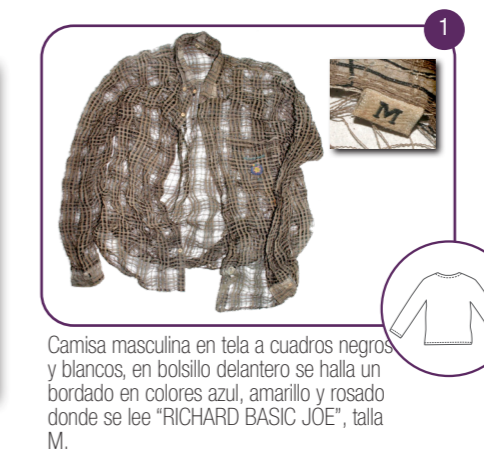 1
M
Camisa masculina en tela a cuadros negros
y blancos, en bolsillo delantero se halla un
bordado en colores azul, amarillo y rosado
donde se lee “RICHARD BASIC JOE”, talla
M.